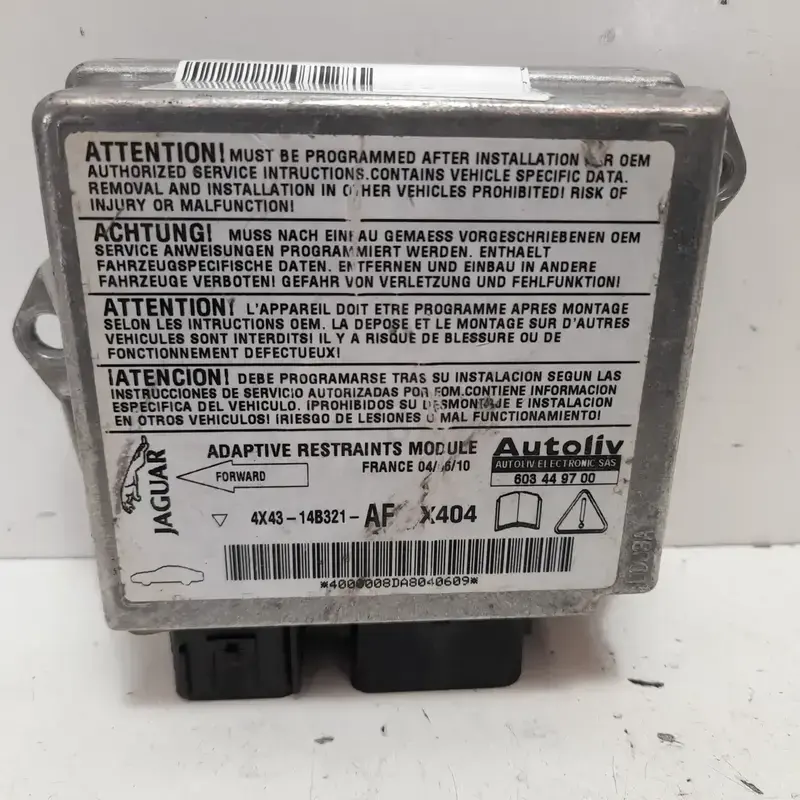 ATTENTION! MUST BE PROGRAMMED AFTER INSTALLATION OEM
AUTHORIZED SERVICE INTRUCTIONS.CONTAINS VEHICLE SPECIFIC DATA.
REMOVAL AND INSTALLATION IN OTHER VEHICLES PROHIBITED! RISK OF
INJURY OR MALFUNCTION!
ACHTUNG! MUSS NACH EINBAU GEMAESS VORGESCHRIEBENEN OEM
SERVICE ANWEISUNGEN PROGRAMMIERT WERDEN. ENTHAELT
FAHRZEUGSPECIFISCHE DATEN. ENTFERNEN UND EINBAU IN ANDERE
FAHRZEUGE VERBOTEN! GEFAHR VON VERLETZUNG UND FEHLFUNKTION!
ATTENTION! L'APPAREIL DOIT ETRE PROGRAMME APRES MONTAGE
SELON LES INTRUCTIONS OEM. LA DEPOSE ET LE MONTAGE SUR D'AUTRES
VEHICULES SONT INTERDITS! IL Y A RISQUE DE BLESSURE OU DE
FONCTIONNEMENT DEFECTUEUX!
¡ATENCION! DEBE PROGRAMARSE TRAS SU INSTALACION SEGUN LAS
INSTRUCCIONES DE SERVICIO AUTORIZADAS POR EOM.CONTIENE INFORMACION
ESPECIFICA DEL VEHICULO. ¡PROHIBIDOS SU DESMONTAJE E INSTALACION
EN OTROS VEHICULOS! ¡RIESGO DE LESIONES O MAL FUNCTIONAMIENTO!
JAGUAR
ADAPTIVE RESTRAINTS MODULE
FORWARD
FRANCE
Autoliv
AUTOLIV ELECTRONIC SAS
603 44 97 00
4X43-14B321-AF X404
*4000008DA8040609*